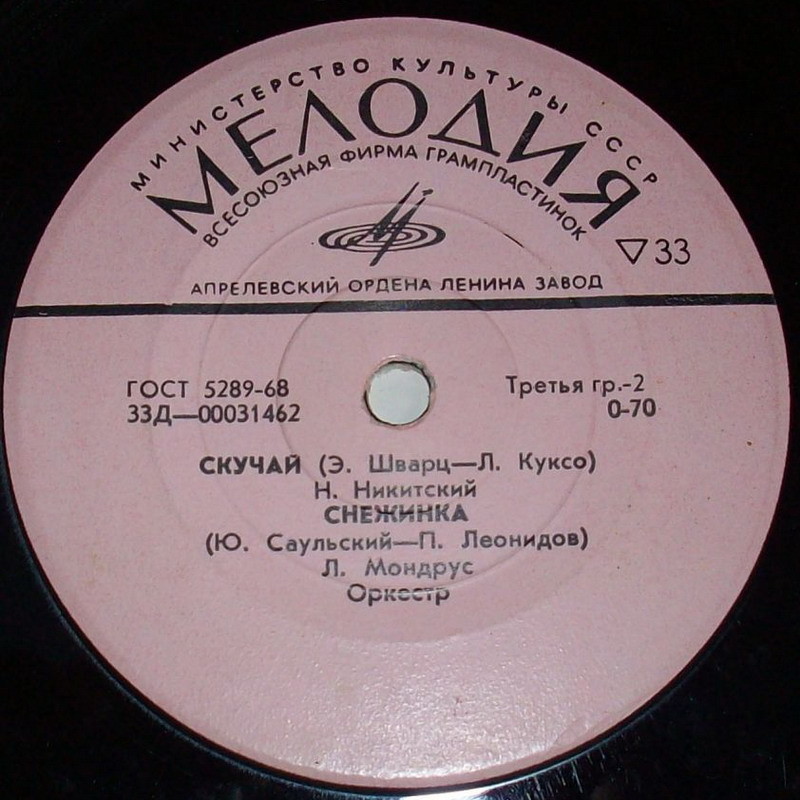 МИНИСТЕРСТВО КУЛЬТУРЫ СССР
МЕЛОДИЯ
ВСЕСОЮЗНАЯ ФИРМА ГРАМПЛАСТИНОК
▽33
АПРЕЛЕВСКИЙ ОРДЕНА ЛЕНИНА ЗАВОД
ГОСТ 5289-68 Третья гр.-2
33Д—00031462 0-70
СКУЧАЙ (Э. Шварц—Л. Куксо)
Н. Никитский
СНЕЖИНКА
(Ю. Саульский—П. Леонидов)
Л. Мондрус
Оркестр